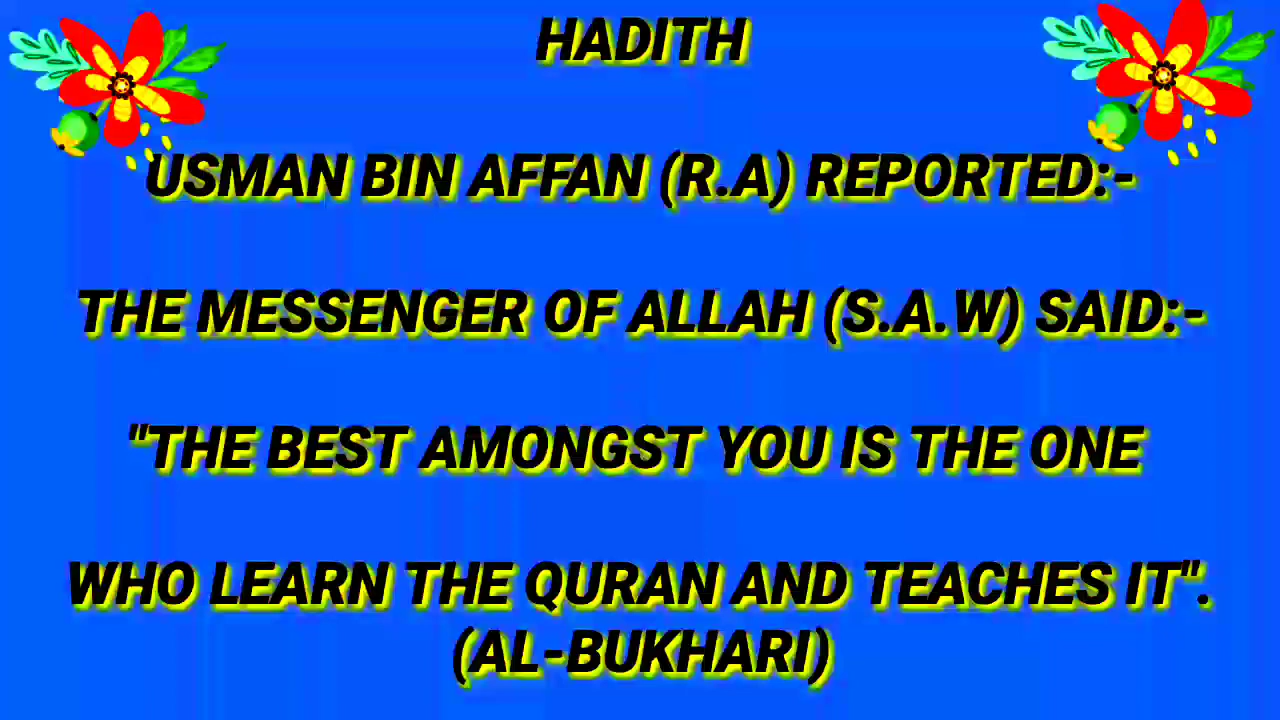 HADITH
USMAN BIN AFFAN (R.A) REPORTED:-
THE MESSENGER OF ALLAH (S.A.W) SAID:-
"THE BEST AMONGST YOU IS THE ONE
WHO LEARN THE QURAN AND TEACHES IT".
(AL-BUKHARI)